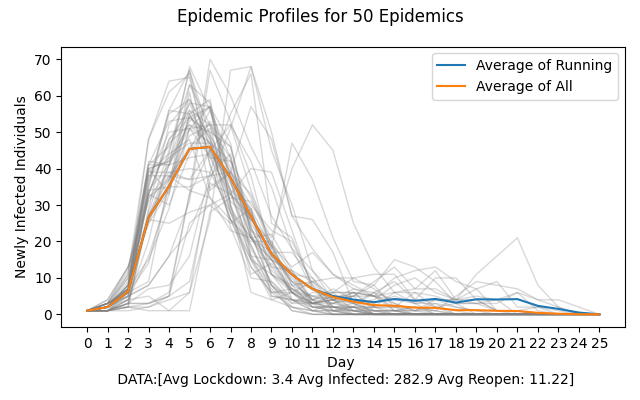 Epidemic Profiles for 50 Epidemics
Newly Infected Individuals
70
60
50
40
30
20
10
0
Average of Running
Average of All
0 1 2 3 4 5 6 7 8 9 10 11 12 13 14 15 16 17 18 19 20 21 22 23 24 25
Day
DATA:[Avg Lockdown: 3.4 Avg Infected: 282.9 Avg Reopen: 11.22]